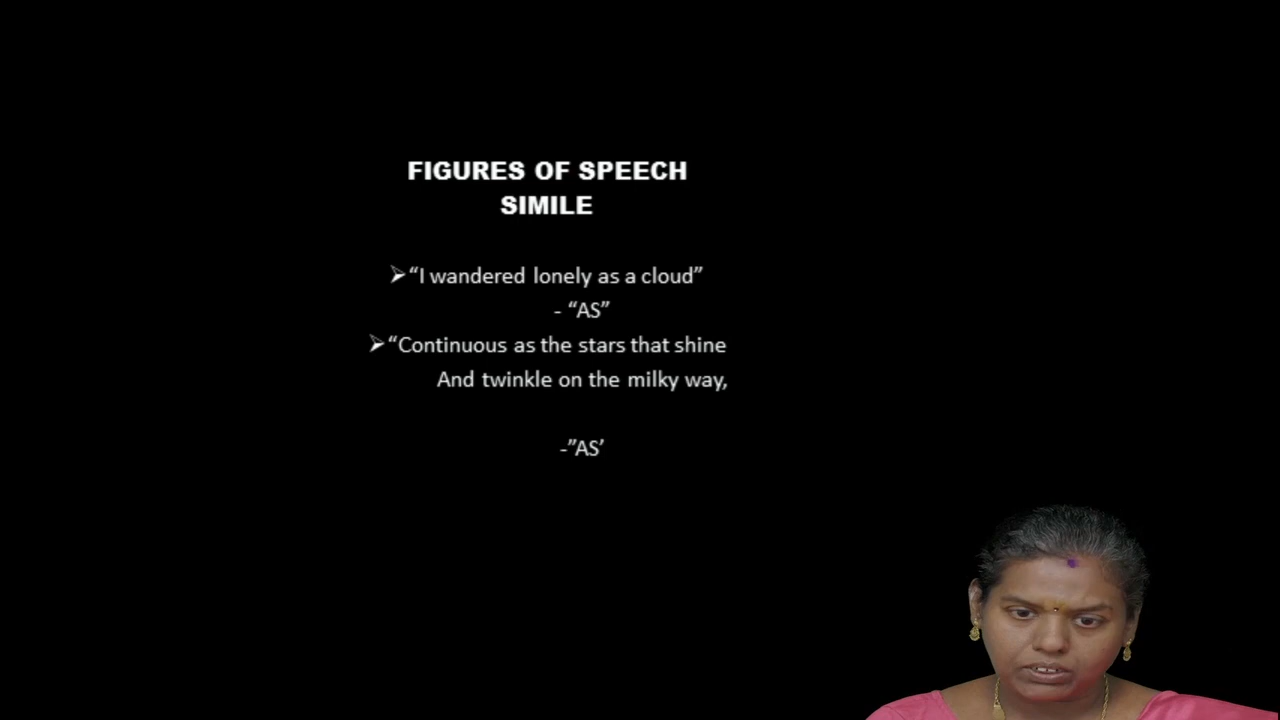 FIGURES OF SPEECH
SIMILE
➢“I wandered lonely as a cloud”
- “AS”
➢“Continuous as the stars that shine
And twinkle on the milky way,
-”AS’